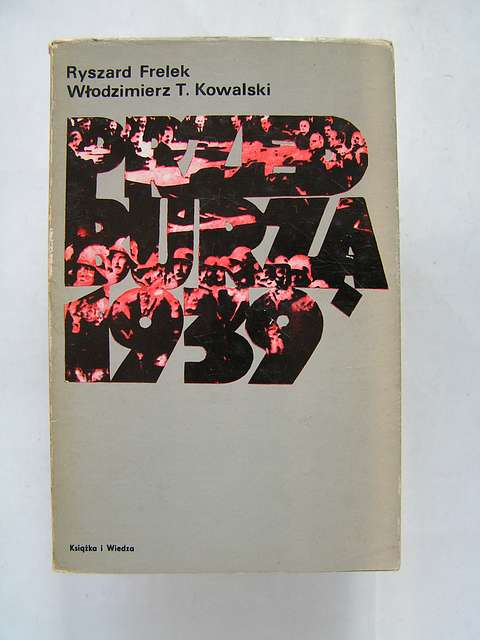 Ryszard Frelek
Włodzimierz T. Kowalski
PRZED
BURZĄ
1939
Książka i Wiedza